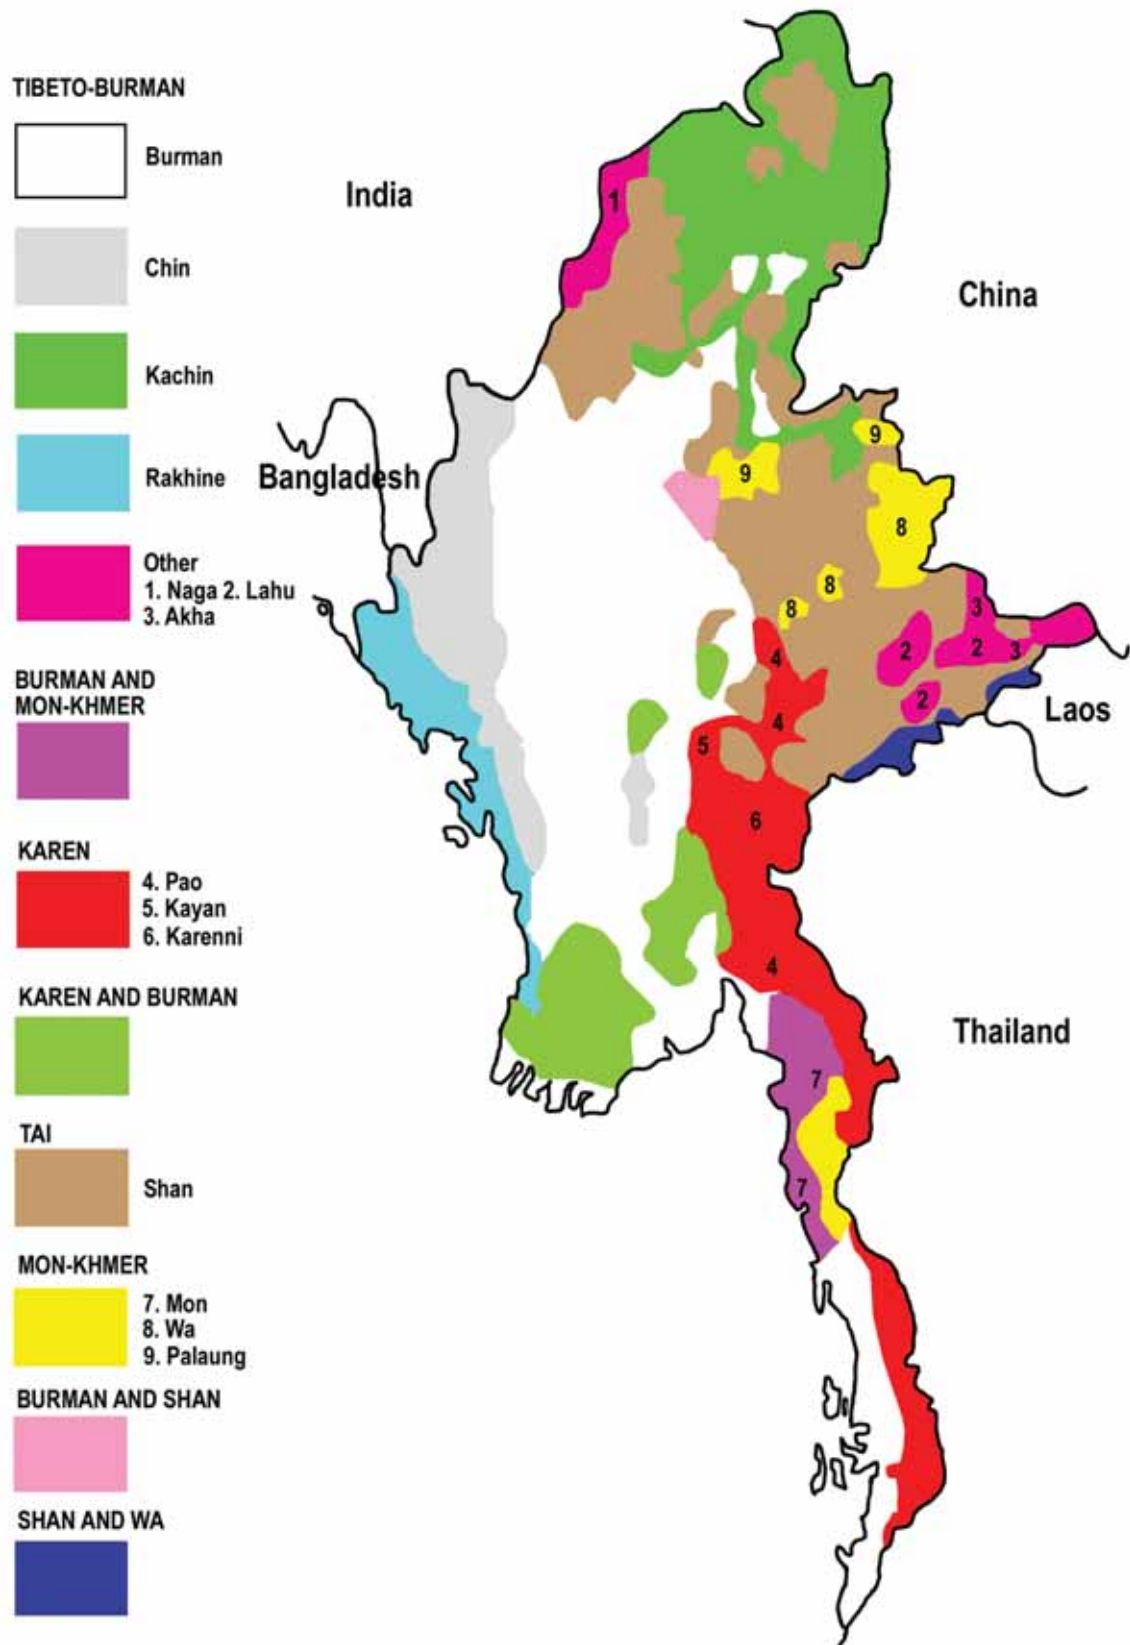 TIBETO-BURMAN
Burman
Chin
Kachin
Rakhine
Other
1. Naga 2. Lahu
3. Akha
BURMAN AND
MON-KHMER
KAREN
4. Pao
5. Kayan
6. Karenni
KAREN AND BURMAN
TAI
Shan
MON-KHMER
7. Mon
8. Wa
9. Palaung
BURMAN AND SHAN
SHAN AND WA
India
China
Bangladesh
Laos
Thailand
1
9
9
8
8
8
3
4
2
2
3
2
4
5
6
4
7
7